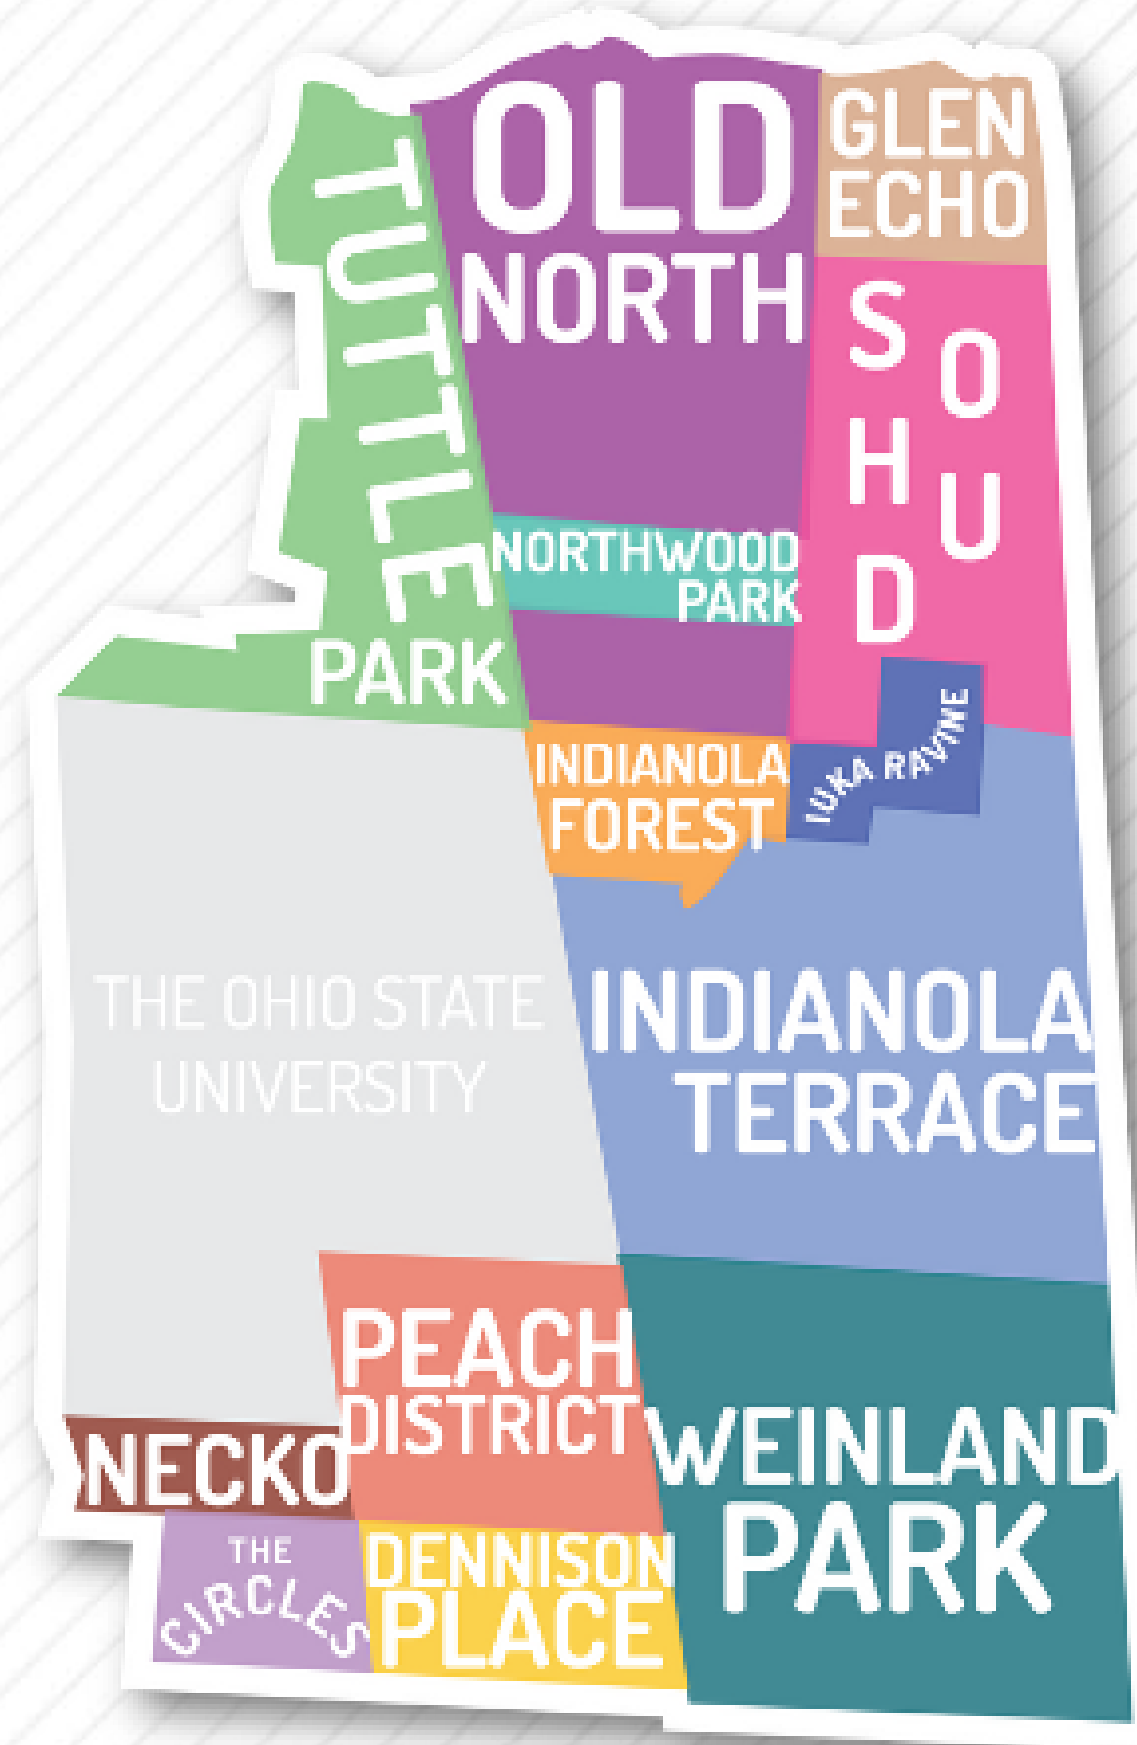 OLD
NORTH
GLEN
ECHO
TUTTLE
PARK
SOHUD
NORTHWOOD
PARK
INDIANOLA
FOREST
IUKA RAVINE
THE OHIO STATE
UNIVERSITY
INDIANOLA
TERRACE
PEACH
DISTRICT
NECKO
WEINLAND
PARK
THE
CIRCLES
DENNISON
PLACE